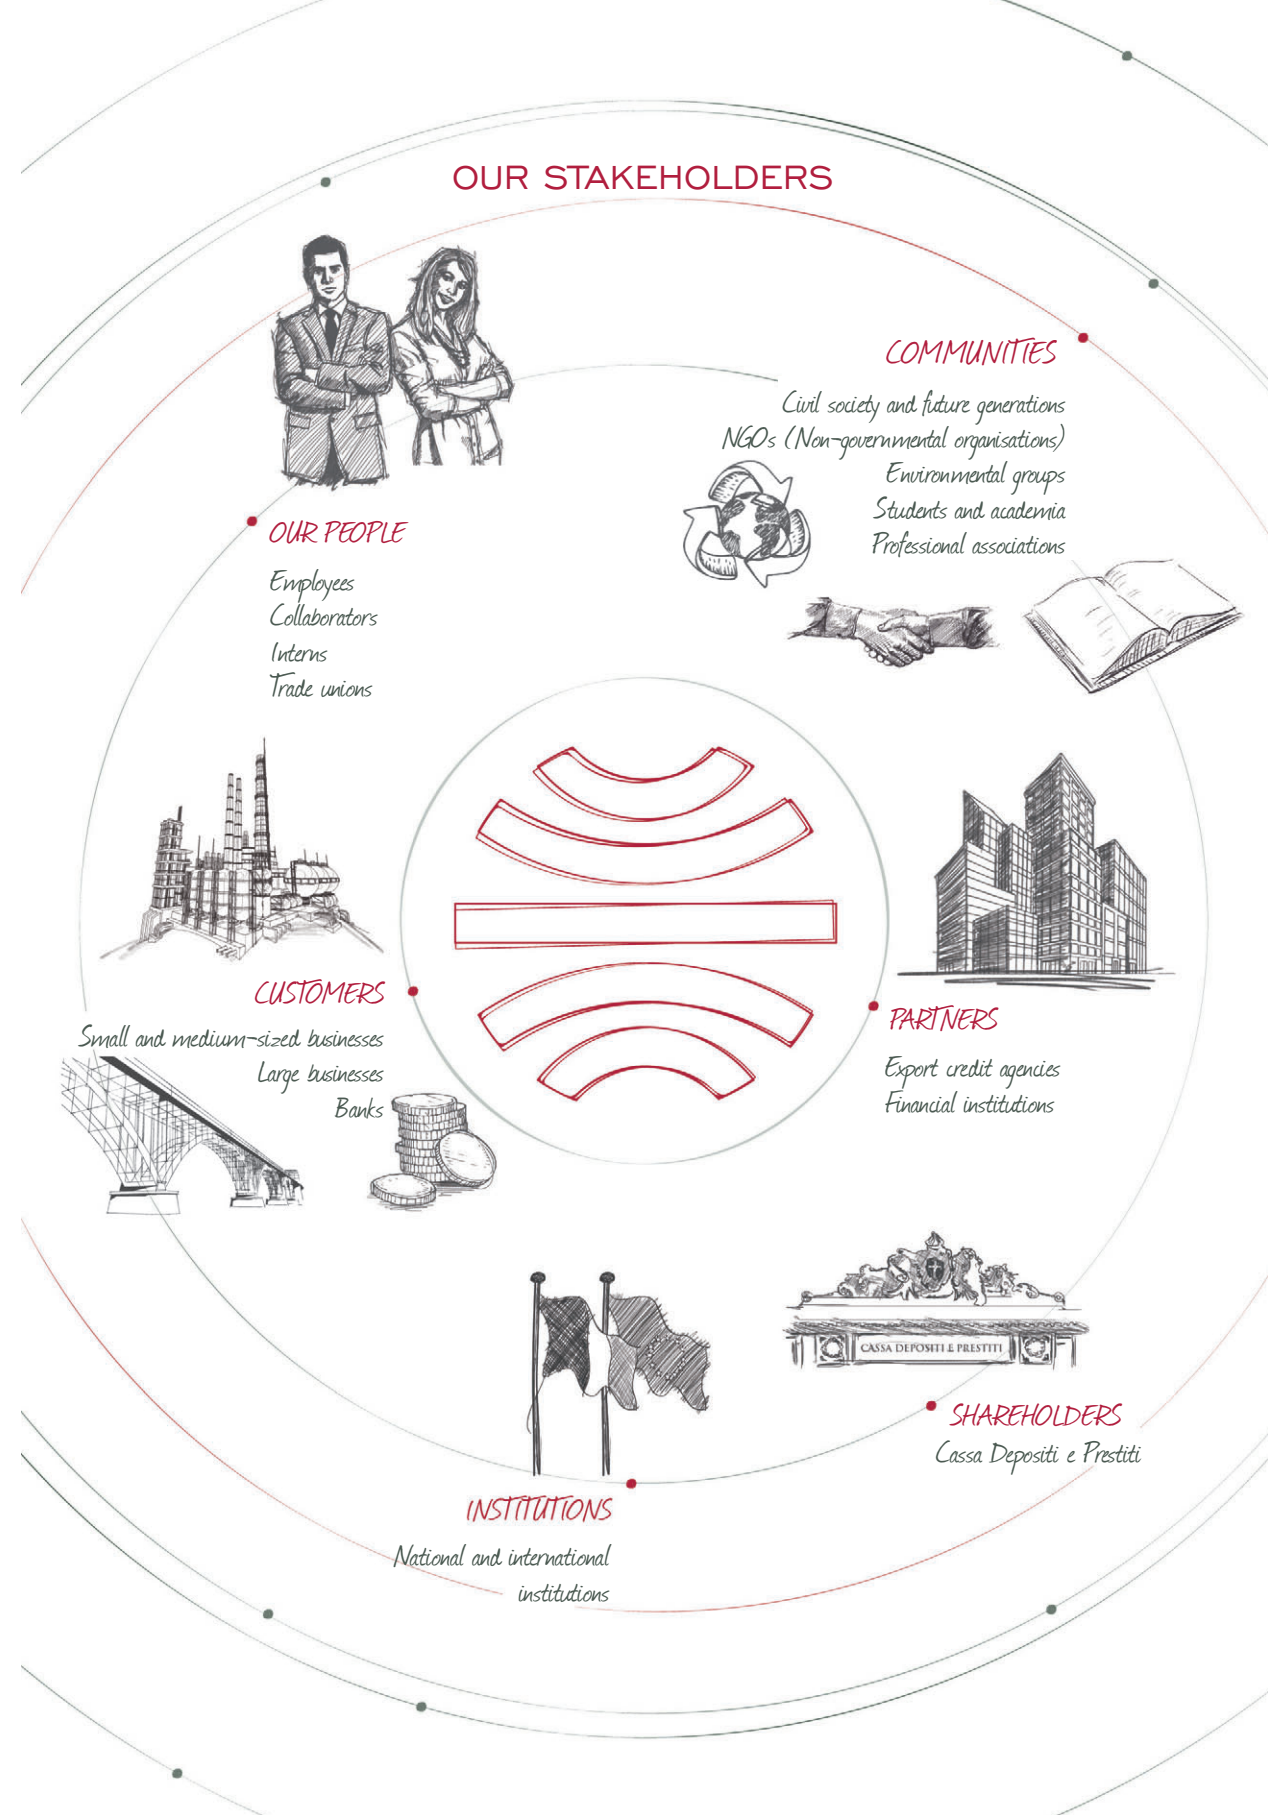 OUR STAKEHOLDERS
COMMUNITIES
Civil society and future generations
NGOs (Non-governmental organisations)
Environmental groups
Students and academia
Professional associations
OUR PEOPLE
Employees
Collaborators
Interns
Trade unions
CUSTOMERS
Small and medium-sized businesses
Large businesses
Banks
PARTNERS
Export credit agencies
Financial institutions
CASSA DEPOSITI E PRESTITI
SHAREHOLDERS
Cassa Depositi e Prestiti
INSTITUTIONS
National and international
institutions